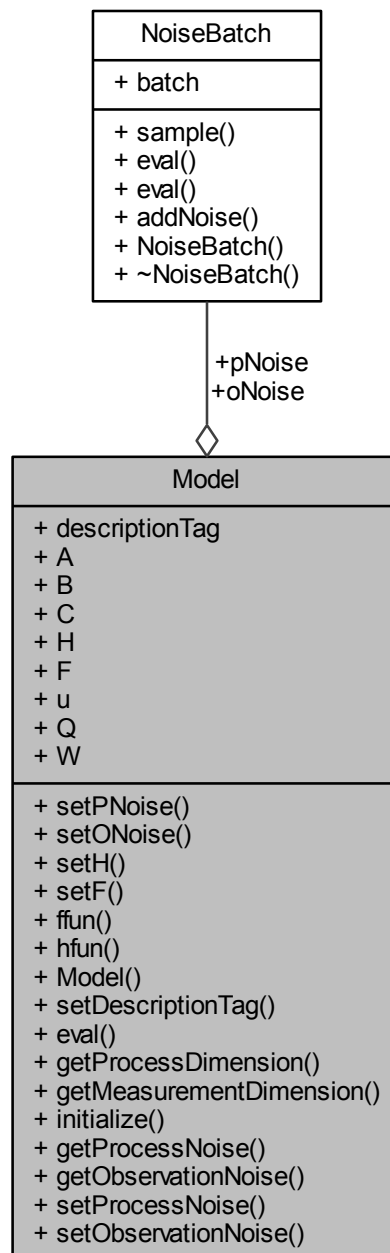 NoiseBatch
+ batch
+ sample()
+ eval()
+ eval()
+ addNoise()
+ NoiseBatch()
+ ~NoiseBatch()
+pNoise
+oNoise
Model
+ descriptionTag
+ A
+ B
+ C
+ H
+ F
+ u
+ Q
+ W
+ setPNoise()
+ setONoise()
+ setH()
+ setF()
+ ffun()
+ hfun()
+ Model()
+ setDescriptionTag()
+ eval()
+ getProcessDimension()
+ getMeasurementDimension()
+ initialize()
+ getProcessNoise()
+ getObservationNoise()
+ setProcessNoise()
+ setObservationNoise()